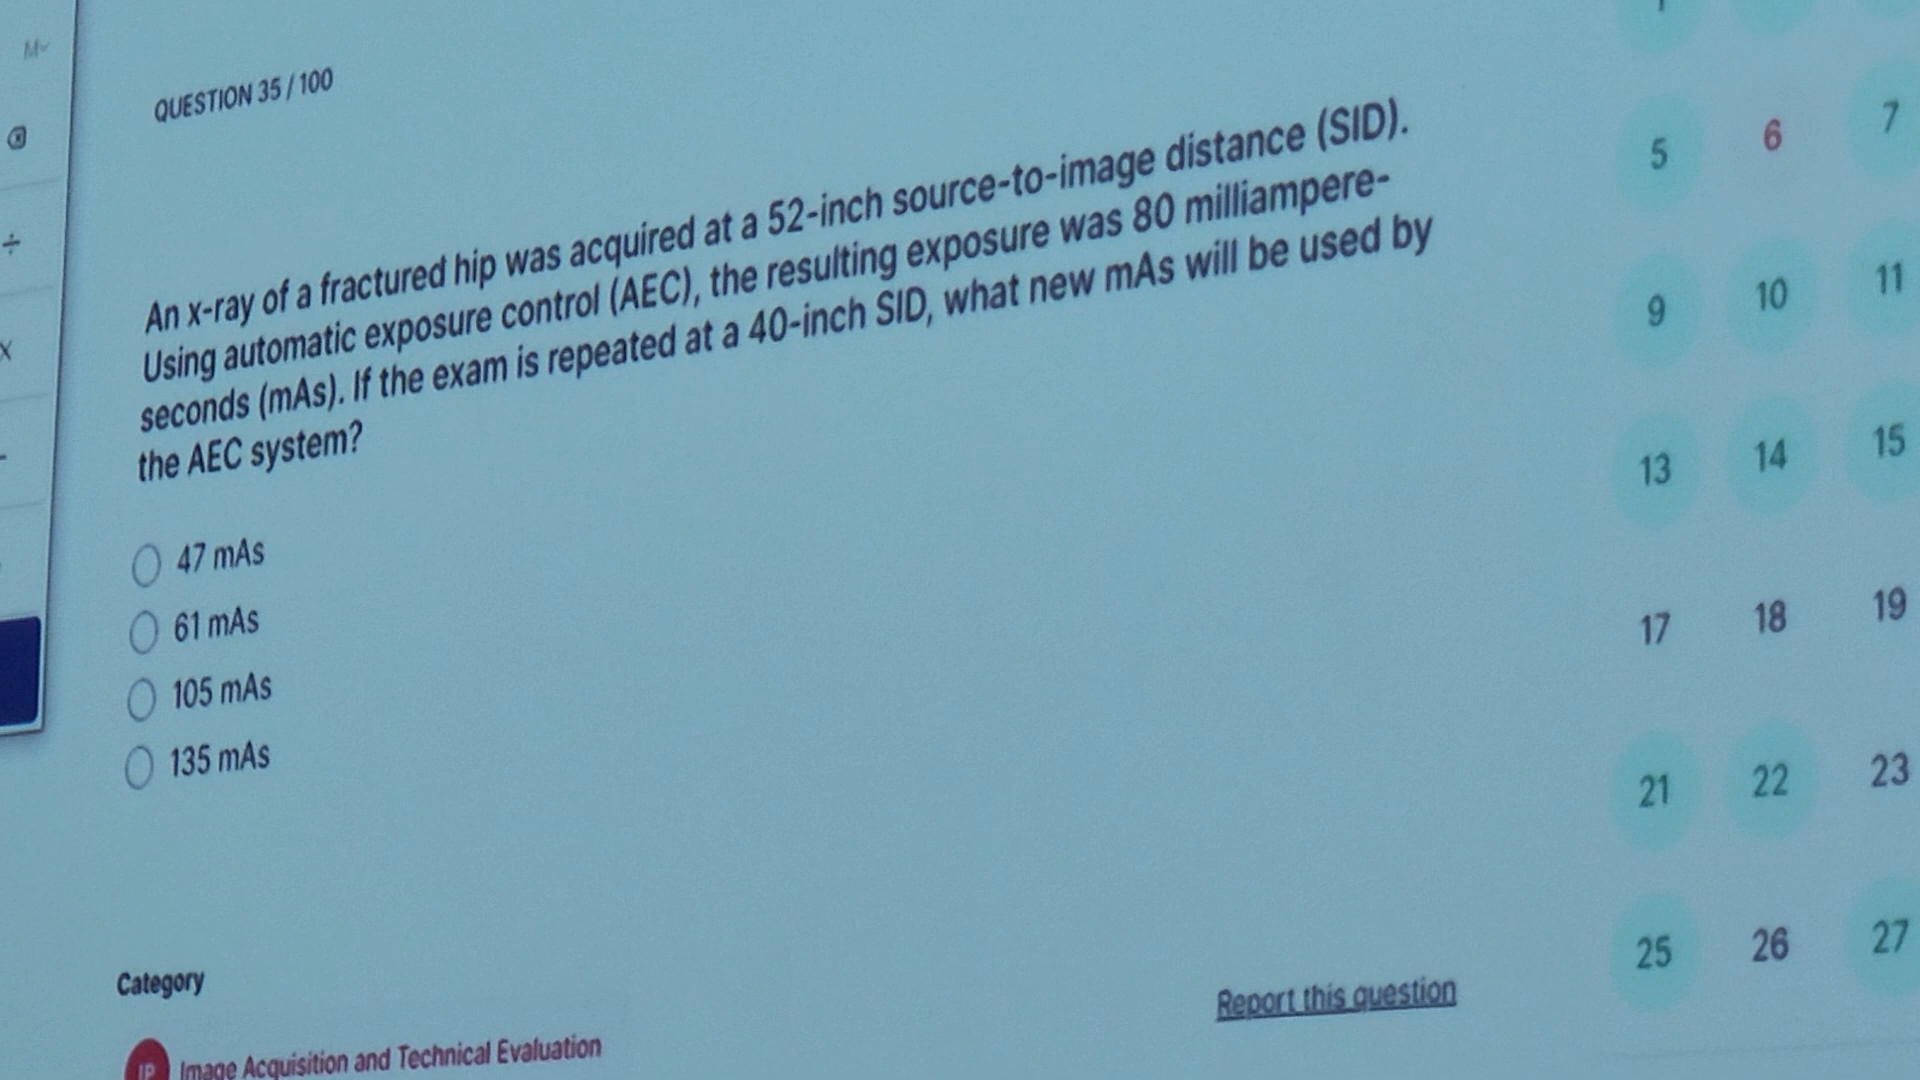 M
QUESTION 35 / 100
An x-ray of a fractured hip was acquired at a 52-inch source-to-image distance (SID).
Using automatic exposure control (AEC), the resulting exposure was 80 milliampere-
seconds (mAs). If the exam is repeated at a 40-inch SID, what new mAs will be used by
the AEC system?
47 mAs
61 mAs
105 mAs
135 mAs
Category
IP Image Acquisition and Technical Evaluation
Report this question
÷
x
5 6 7
9 10 11
13 14 15
17 18 19
21 22 23
25 26 27